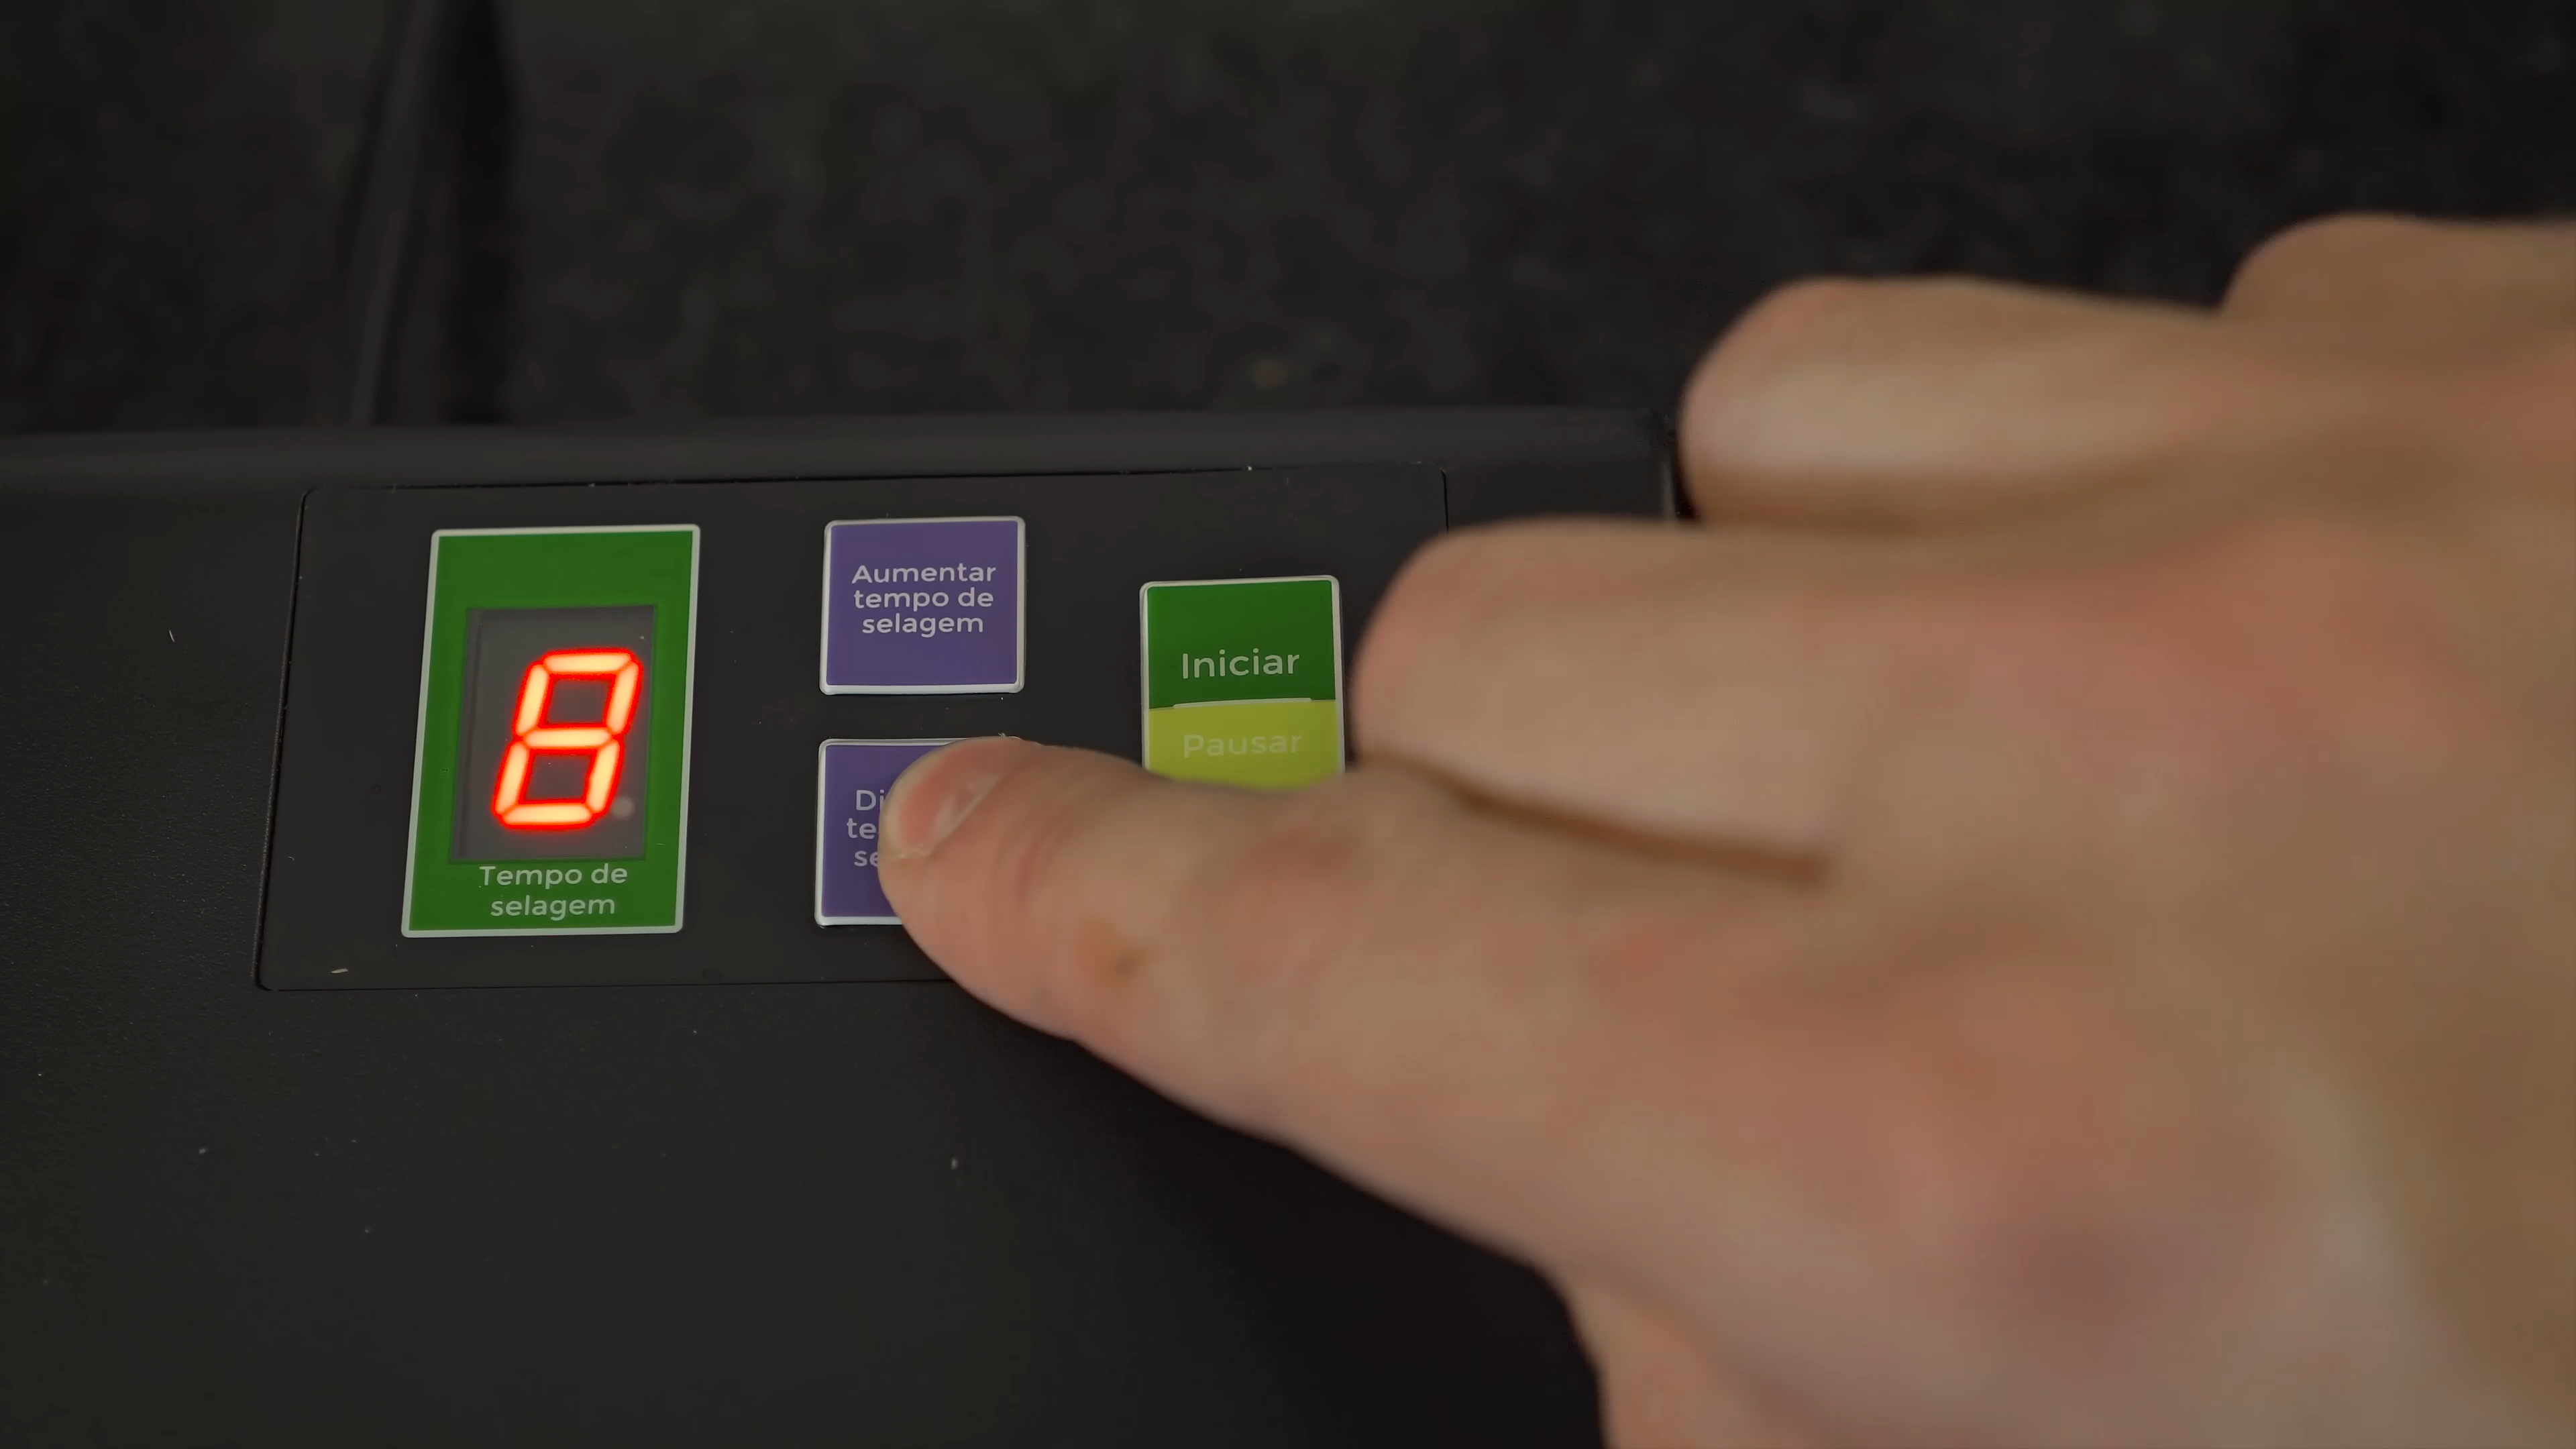 8
Tempo de
selagem
Aumentar
tempo de
selagem
Iniciar
Pausar